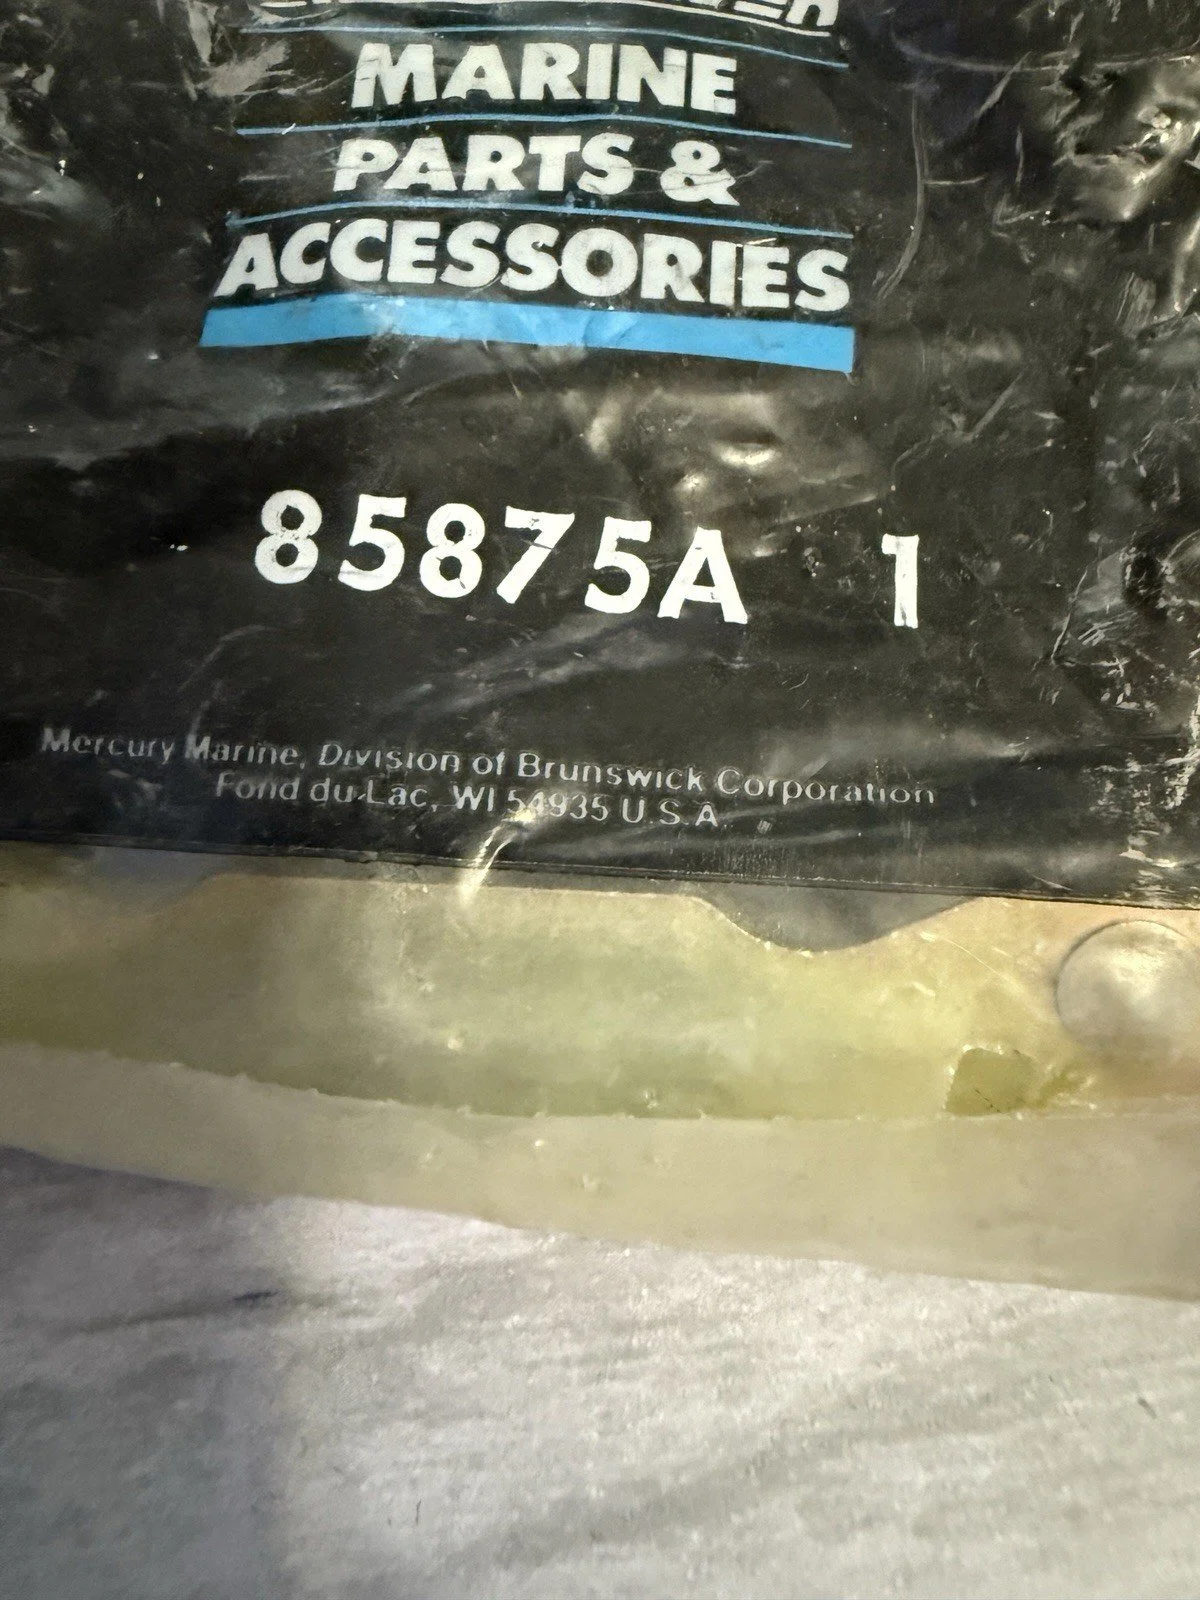 MARINE
PARTS &
ACCESSORIES
85875A 1
Mercury Marine, Division of Brunswick Corporation
Fond du Lac, WI 54935 U.S.A.